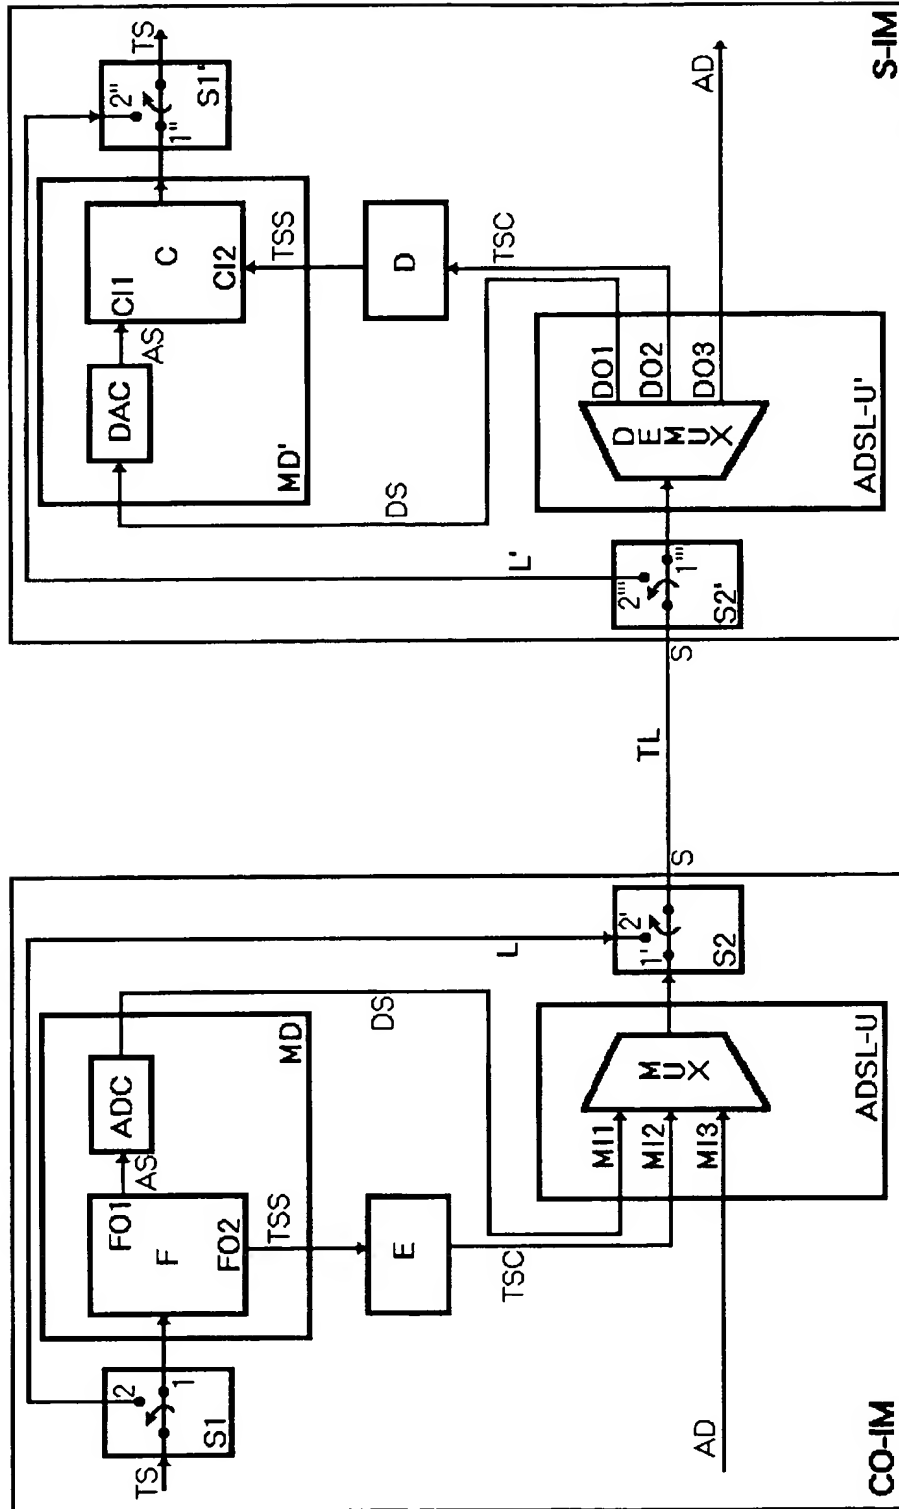 TS
S1
2
1
F
FO1
FO2
AS
ADC
MD
TSS
E
TSC
DS
L
AD
MI1
MI2
MI3
MUX
ADSL-U
1'
2'
S2
S
CO-IM
TL
S
S2'
2'''
1'''
L'
DEMUX
DO1
DO2
DO3
ADSL-U'
DS
TSC
D
TSS
MD'
DAC
AS
CI1
C
CI2
1''
2''
S1'
TS
AD
S-IM